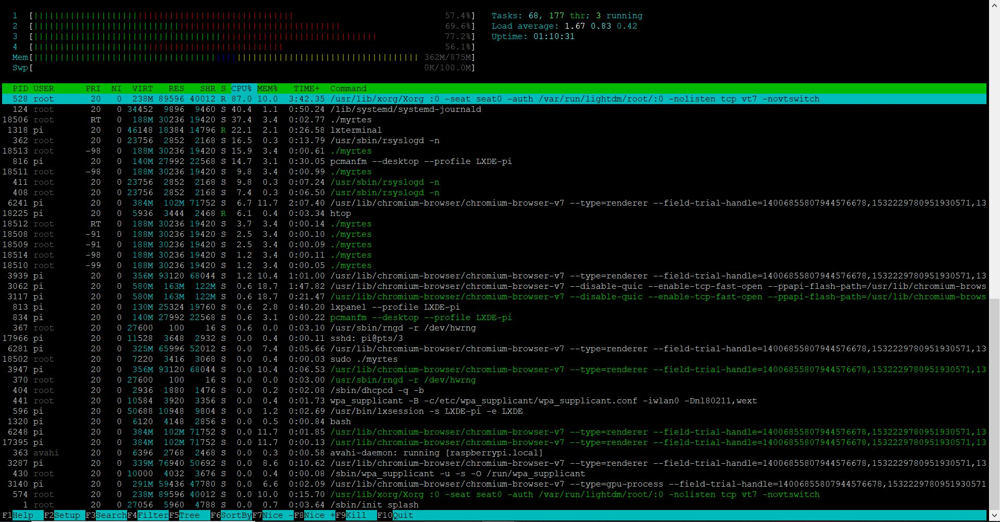 1 [ 57.4%] Tasks: 68, 177 thr; 3 running
2 [ 69.6%] Load average: 1.67 0.83 0.42
3 [ 77.2%] Uptime: 01:10:31
4 [ 56.1%]
Mem[ 362M/875M]
Swp[ 0K/100.0M]
PID USER PRI NI VIRT RES SHR S CPU% MEM% TIME+ Command
528 root 20 0 238M 89596 40012 R 87.0 10.0 3:42.35 /usr/lib/xorg/Xorg :0 -seat seat0 -auth /var/run/lightdm/root/:0 -nolisten tcp vt7 -novtswitch
124 root 20 0 34452 9896 9460 S 40.4 1.1 0:50.24 /lib/systemd/systemd-journald
18506 root RT 0 188M 30236 19420 S 37.4 3.4 0:02.77 ./myrtes
1318 pi 20 0 46148 18384 14796 R 22.1 2.1 0:26.58 lxterminal
362 root 20 0 23756 2852 2168 S 16.5 0.3 0:13.79 /usr/sbin/rsyslogd -n
18513 root -98 0 188M 30236 19420 S 15.9 3.4 0:00.61 ./myrtes
816 pi 20 0 140M 27992 22568 S 14.7 3.1 0:30.05 pcmanfm --desktop --profile LXDE-pi
18511 root -98 0 188M 30236 19420 S 9.8 3.4 0:00.99 ./myrtes
411 root 20 0 23756 2852 2168 S 9.8 0.3 0:07.24 /usr/sbin/rsyslogd -n
408 root 20 0 23756 2852 2168 S 7.4 0.3 0:06.50 /usr/sbin/rsyslogd -n
6241 pi 20 0 384M 102M 71752 S 6.7 11.7 2:07.40 /usr/lib/chromium-browser/chromium-browser-v7 --type=renderer --field-trial-handle=14006855807944576678,1532229780951930571,13
18225 pi 20 0 5936 3444 2468 R 6.1 0.4 0:03.34 htop
18512 root RT 0 188M 30236 19420 S 3.7 3.4 0:00.14 ./myrtes
18508 root -91 0 188M 30236 19420 S 2.5 3.4 0:00.10 ./myrtes
18509 root -91 0 188M 30236 19420 S 2.5 3.4 0:00.09 ./myrtes
18514 root -98 0 188M 30236 19420 S 1.2 3.4 0:00.11 ./myrtes
18510 root -99 0 188M 30236 19420 S 1.2 3.4 0:00.05 ./myrtes
3939 pi 20 0 356M 93120 68044 S 1.2 10.4 1:01.00 /usr/lib/chromium-browser/chromium-browser-v7 --type=renderer --field-trial-handle=14006855807944576678,1532229780951930571,13
3062 pi 20 0 580M 163M 122M S 0.6 18.7 1:47.82 /usr/lib/chromium-browser/chromium-browser-v7 --disable-quic --enable-tcp-fast-open --ppapi-flash-path=/usr/lib/chromium-brows
3117 pi 20 0 580M 163M 122M S 0.6 18.7 0:21.47 /usr/lib/chromium-browser/chromium-browser-v7 --disable-quic --enable-tcp-fast-open --ppapi-flash-path=/usr/lib/chromium-brows
813 pi 20 0 130M 25324 19760 S 0.6 2.8 0:40.20 lxpanel --profile LXDE-pi
834 pi 20 0 140M 27992 22568 S 0.6 3.1 0:00.22 pcmanfm --desktop --profile LXDE-pi
367 root 20 0 27600 100 16 S 0.6 0.0 0:03.10 /usr/sbin/rngd -r /dev/hwrng
17966 pi 20 0 11528 3648 2932 S 0.0 0.4 0:00.11 sshd: pi@pts/3
6281 pi 20 0 325M 65996 52012 S 0.0 7.4 0:05.66 /usr/lib/chromium-browser/chromium-browser-v7 --type=renderer --field-trial-handle=14006855807944576678,1532229780951930571,13
18502 root 20 0 7220 3416 3068 S 0.0 0.4 0:00.03 sudo ./myrtes
3947 pi 20 0 356M 93120 68044 S 0.0 10.4 0:06.53 /usr/lib/chromium-browser/chromium-browser-v7 --type=renderer --field-trial-handle=14006855807944576678,1532229780951930571,13
370 root 20 0 27600 100 16 S 0.0 0.0 0:03.00 /usr/sbin/rngd -r /dev/hwrng
404 root 20 0 2936 1880 1476 S 0.0 0.2 0:02.08 /sbin/dhcpcd -q -b
441 root 20 0 10584 3920 3356 S 0.0 0.4 0:01.73 wpa_supplicant -B -c/etc/wpa_supplicant/wpa_supplicant.conf -iwlan0 -Dnl80211,wext
596 pi 20 0 50688 10948 9804 S 0.0 1.2 0:02.69 /usr/bin/lxsession -s LXDE-pi -e LXDE
1320 pi 20 0 6120 4148 2856 S 0.0 0.5 0:00.84 bash
6248 pi 20 0 384M 102M 71752 S 0.0 11.7 0:01.85 /usr/lib/chromium-browser/chromium-browser-v7 --type=renderer --field-trial-handle=14006855807944576678,1532229780951930571,13
17395 pi 20 0 384M 102M 71752 S 0.0 11.7 0:00.13 /usr/lib/chromium-browser/chromium-browser-v7 --type=renderer --field-trial-handle=14006855807944576678,1532229780951930571,13
363 avahi 20 0 6396 2768 2468 S 0.0 0.3 0:00.58 avahi-daemon: running [raspberrypi.local]
3287 pi 20 0 339M 76940 50692 S 0.0 8.6 0:10.62 /usr/lib/chromium-browser/chromium-browser-v7 --type=renderer --field-trial-handle=14006855807944576678,1532229780951930571,13
430 root 20 0 10000 4032 3676 S 0.0 0.4 0:00.08 /sbin/wpa_supplicant -u -s -O /run/wpa_supplicant
3140 pi 20 0 291M 59436 47780 S 0.0 6.6 0:02.09 /usr/lib/chromium-browser/chromium-browser-v7 --type=gpu-process --field-trial-handle=14006855807944576678,1532229780951930571
574 root 20 0 238M 89596 40012 S 0.0 10.0 0:15.70 /usr/lib/xorg/Xorg :0 -seat seat0 -auth /var/run/lightdm/root/:0 -nolisten tcp vt7 -novtswitch
1 root 20 0 27056 5960 4788 S 0.0 0.7 0:03.64 /sbin/init splash
F1Help F2Setup F3SearchF4FilterF5Tree F6SortByF7Nice -F8Nice +F9Kill F10Quit